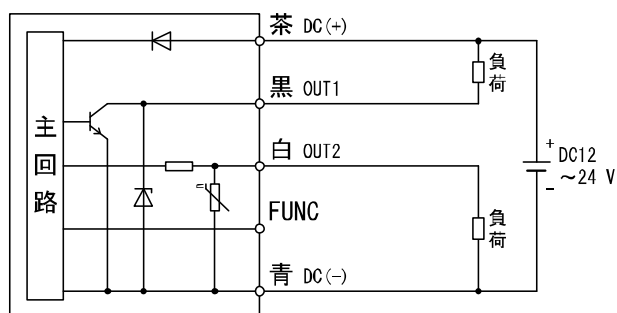 茶 DC(+)
負荷
黒 OUT1
主回路
白 OUT2
+ DC12
～24 V
−
FUNC
負荷
青 DC(-)